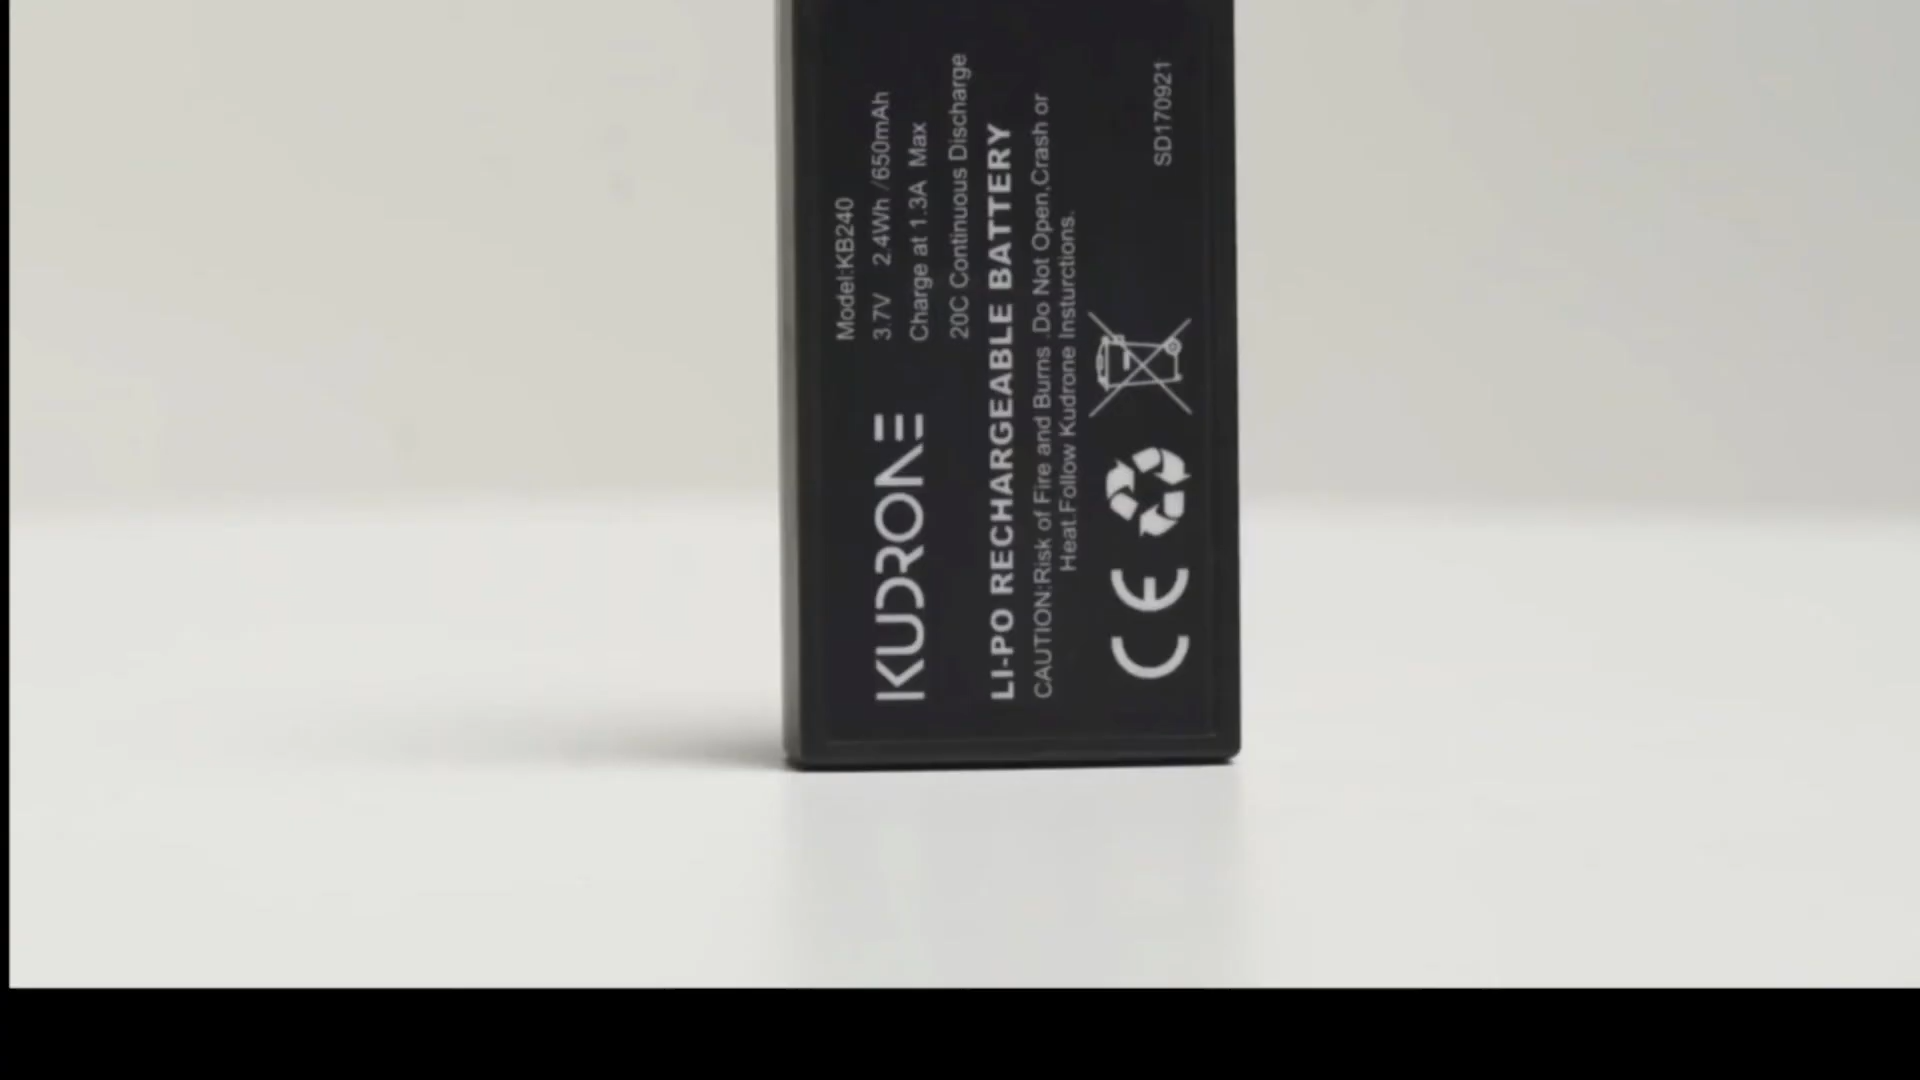 KUDRONE
Model:KB240
3.7V 2.4Wh /650mAh
Charge at 1.3A Max
20C Continuous Discharge
LI-PO RECHARGEABLE BATTERY
CAUTION:Risk of Fire and Burns .Do Not Open,Crash or
Heat.Follow Kudrone Insturctions.
CE
SD170921